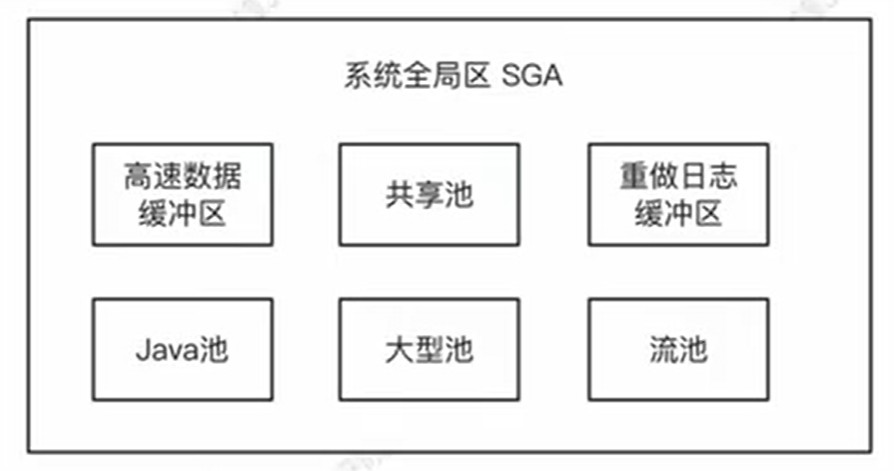 系统全局区 SGA
高速数据
缓冲区
共享池
重做日志
缓冲区
Java池
大型池
流池